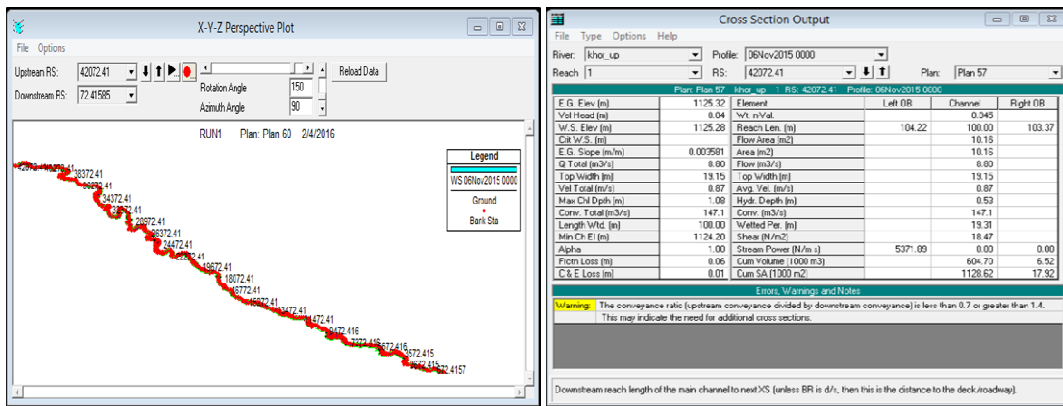 X-Y-Z Perspective Plot
File Options
Upstream RS: 42072.41
Downstream RS: 72.41585
Rotation Angle 150
Azimuth Angle 90
Reload Data
RUN1 Plan: Plan 60 2/4/2016
Legend
WS 06Nov2015 0000
Ground
Bank Sta
38372.41
34372.41
28972.41
26372.41
24472.41
19672.41
18072.41
16772.41
3572.415
Cross Section Output
File Type Options Help
River: khor_up Profile: 06Nov2015 0000
Reach 1 RS: 42072.41 Plan: Plan 57
Plan: Plan 57 khor_up 1 RS: 42072.41 Profile: 06Nov2015 0000
E.G. Elev (m) 1125.32 Element Left OB Channel Right OB
Vel Head (m) 0.04 Wt. n-Val. 0.045
W.S. Elev (m) 1125.28 Reach Len. (m) 104.22 100.00 103.37
Crit W.S. (m) Flow Area (m2) 10.16
E.G. Slope (m/m) 0.003581 Area (m2) 10.16
Q Total (m3/s) 8.80 Flow (m3/s) 8.80
Top Width (m) 19.15 Top Width (m) 19.15
Vel Total (m/s) 0.87 Avg. Vel. (m/s) 0.87
Max Chl Dpth (m) 1.08 Hydr. Depth (m) 0.53
Conv. Total (m3/s) 147.1 Conv. (m3/s) 147.1
Length Wtd. (m) 100.00 Wetted Per. (m) 19.31
Min Ch El (m) 1124.20 Shear (N/m2) 18.47
Alpha 1.00 Stream Power (N/m s) 5371.89 0.00 0.00
Frctn Loss (m) 0.06 Cum Volume (1000 m3) 604.79 6.52
C & E Loss (m) 0.01 Cum SA (1000 m2) 1128.62 17.92
Errors, Warnings and Notes
Warning: The conveyance ratio (upstream conveyance divided by downstream conveyance) is less than 0.7 or greater than 1.4.
This may indicate the need for additional cross sections.
Downstream reach length of the main channel to next XS (unless BR is d/s, then this is the distance to the deck/roadway).